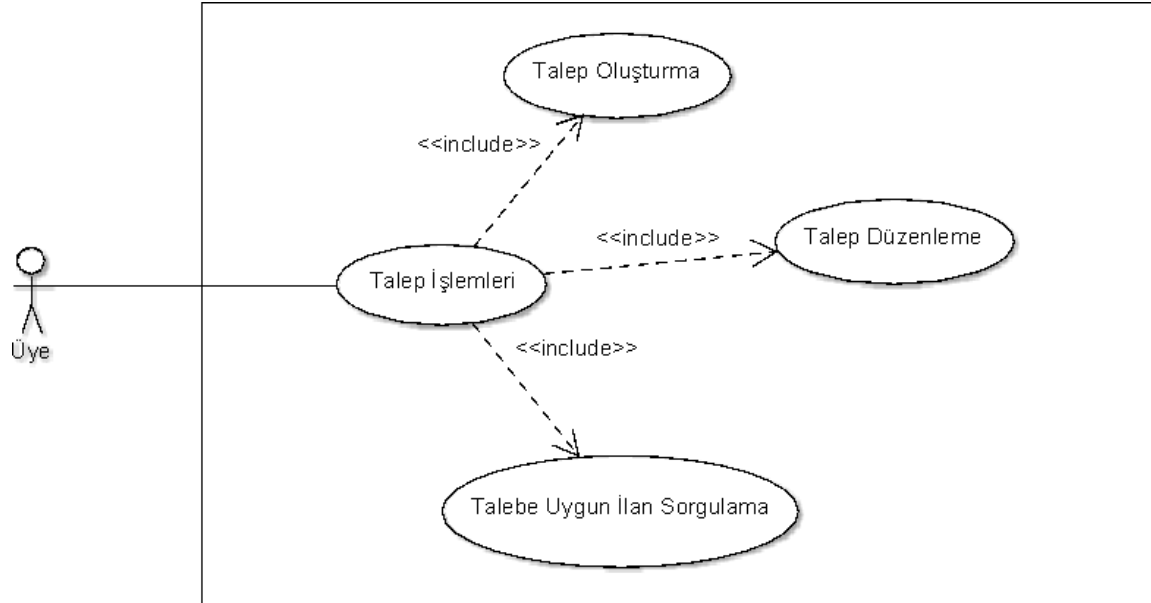 Talep Oluşturma
<<include>>
<<include>>
Talep Düzenleme
Talep İşlemleri
Üye
<<include>>
Talebe Uygun İlan Sorgulama